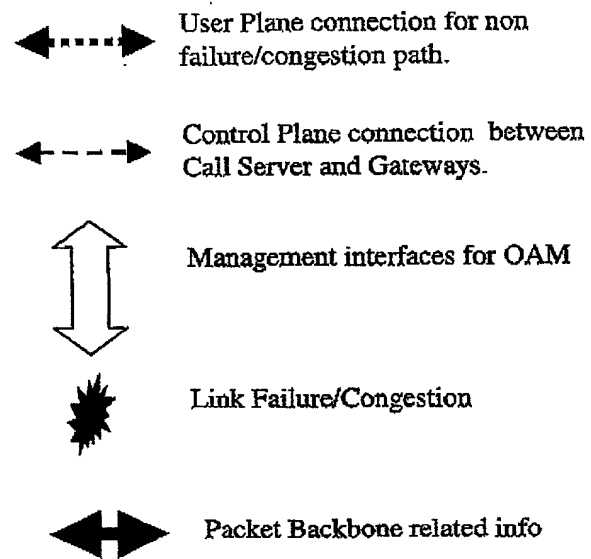 User Plane connection for non
failure/congestion path.
Control Plane connection between
Call Server and Gateways.
Management interfaces for OAM
Link Failure/Congestion
Packet Backbone related info